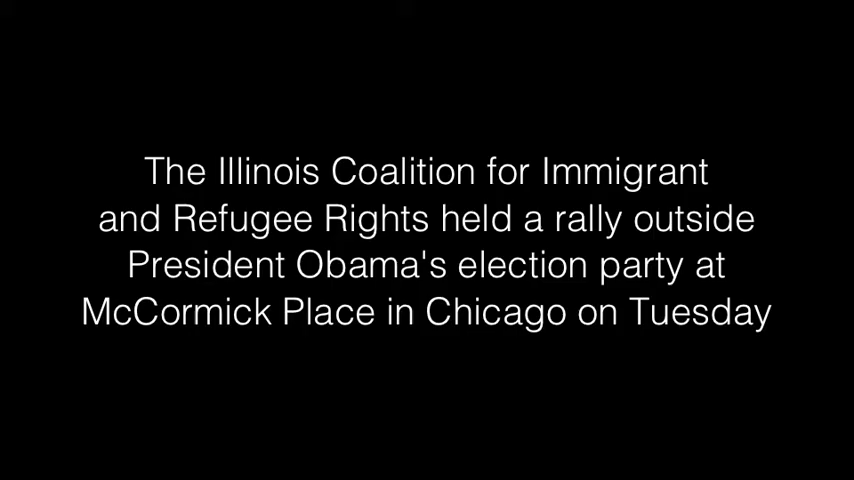 The Illinois Coalition for Immigrant
and Refugee Rights held a rally outside
President Obama's election party at
McCormick Place in Chicago on Tuesday